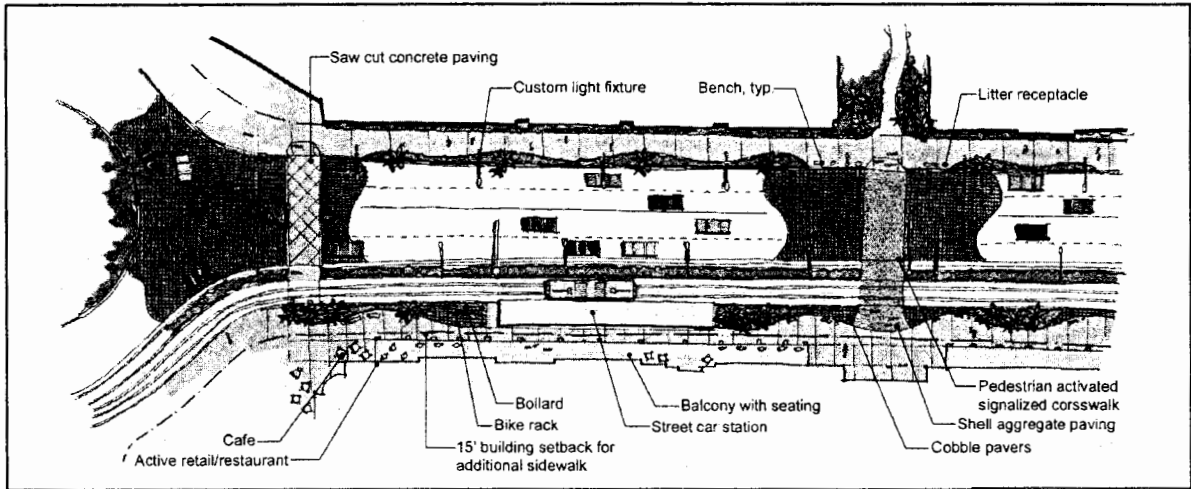 Saw cut concrete paving
Custom light fixture
Bench, typ.
Litter receptacle
Bollard
Bike rack
Cafe
Active retail/restaurant
15' building setback for
additional sidewalk
Balcony with seating
Street car station
Pedestrian activated
signalized corsswalk
Shell aggregate paving
Cobble pavers